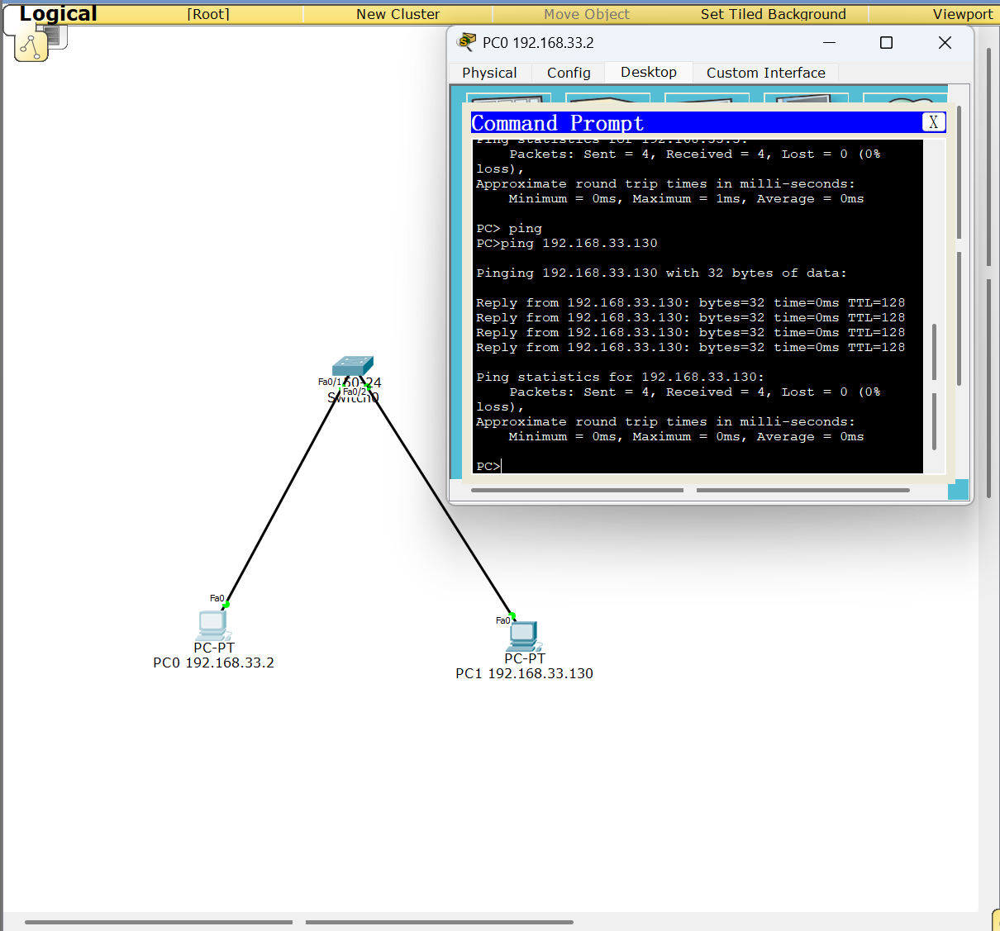 Logical [Root] New Cluster Move Object Set Tiled Background Viewport
PC0 192.168.33.2
Physical Config Desktop Custom Interface
Command Prompt X
Ping statistics for 192.168.33.3:
Packets: Sent = 4, Received = 4, Lost = 0 (0%
loss),
Approximate round trip times in milli-seconds:
Minimum = 0ms, Maximum = 1ms, Average = 0ms
PC> ping
PC>ping 192.168.33.130
Pinging 192.168.33.130 with 32 bytes of data:
Reply from 192.168.33.130: bytes=32 time=0ms TTL=128
Reply from 192.168.33.130: bytes=32 time=0ms TTL=128
Reply from 192.168.33.130: bytes=32 time=0ms TTL=128
Reply from 192.168.33.130: bytes=32 time=0ms TTL=128
Ping statistics for 192.168.33.130:
Packets: Sent = 4, Received = 4, Lost = 0 (0%
loss),
Approximate round trip times in milli-seconds:
Minimum = 0ms, Maximum = 0ms, Average = 0ms
PC>
Fa0/1 60-24
Fa0/2
Switch0
Fa0
PC-PT
PC0 192.168.33.2
Fa0
PC-PT
PC1 192.168.33.130